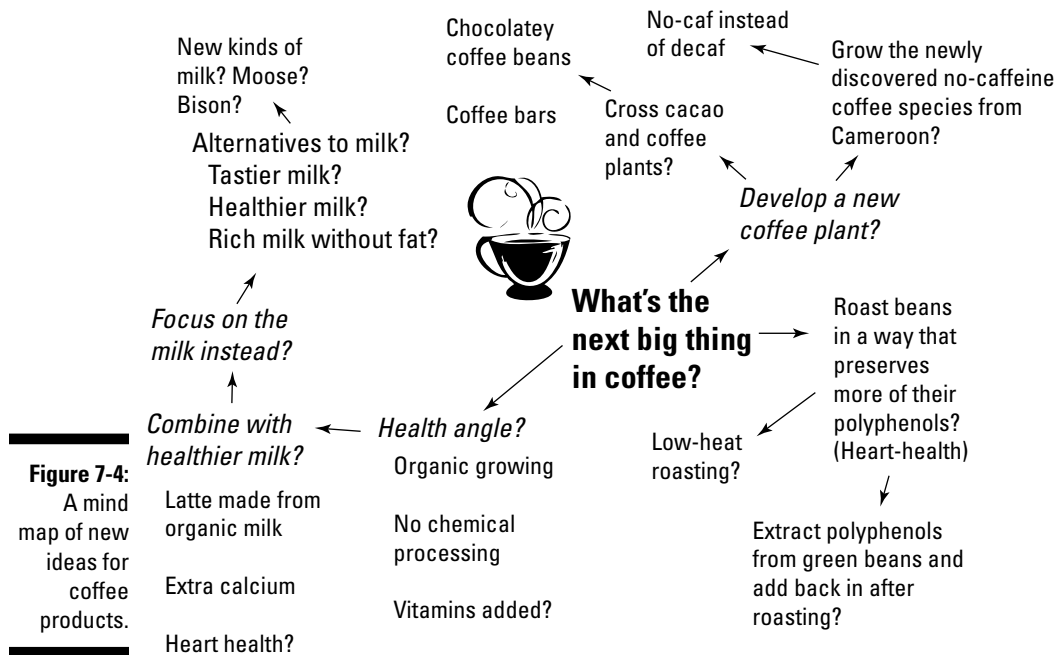 New kinds of
milk? Moose?
Bison?
Alternatives to milk?
Tastier milk?
Healthier milk?
Rich milk without fat?
Focus on the
milk instead?
Combine with
healthier milk?
Latte made from
organic milk
Extra calcium
Heart health?
Chocolatey
coffee beans
Coffee bars
No-caf instead
of decaf
Cross cacao
and coffee
plants?
Grow the newly
discovered no-caffeine
coffee species from
Cameroon?
Develop a new
coffee plant?
What's the
next big thing
in coffee?
Health angle?
Organic growing
No chemical
processing
Vitamins added?
Roast beans
in a way that
preserves
more of their
polyphenols?
(Heart-health)
Low-heat
roasting?
Extract polyphenols
from green beans and
add back in after
roasting?
Figure 7-4:
A mind
map of new
ideas for
coffee
products.